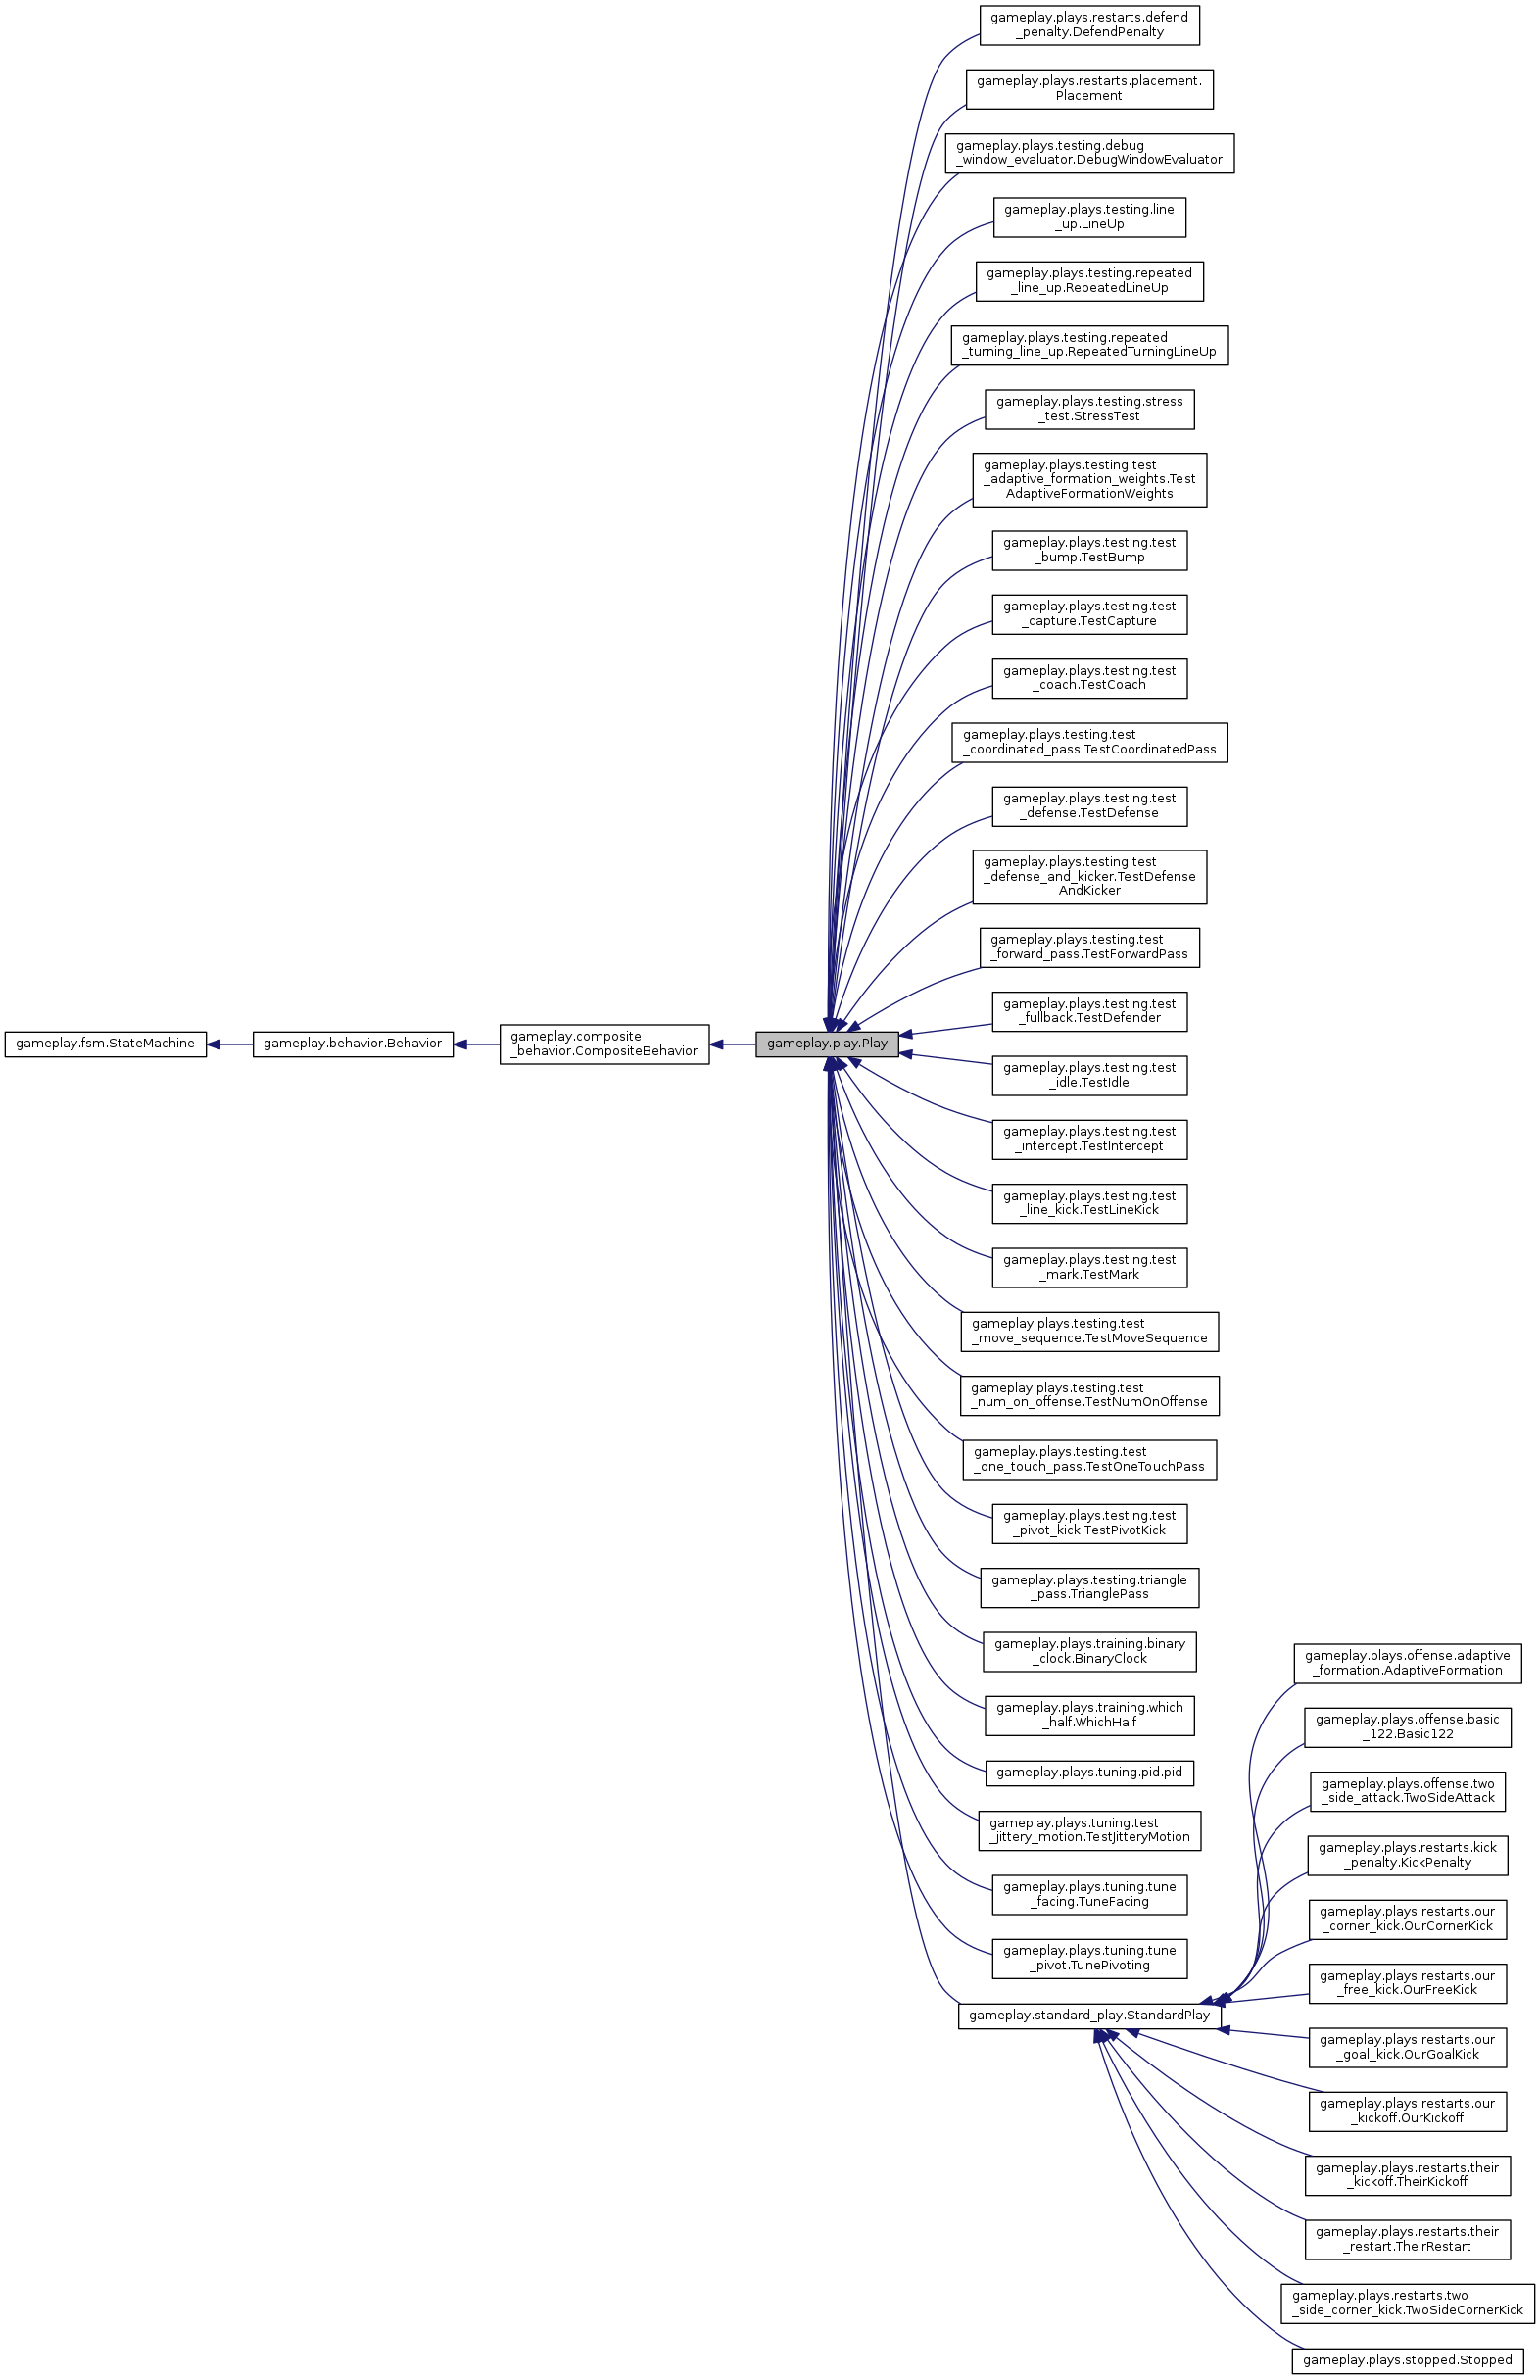 gameplay.fsm.StateMachine
gameplay.behavior.Behavior
gameplay.composite
_behavior.CompositeBehavior
gameplay.play.Play
gameplay.plays.restarts.defend
_penalty.DefendPenalty
gameplay.plays.restarts.placement.
Placement
gameplay.plays.testing.debug
_window_evaluator.DebugWindowEvaluator
gameplay.plays.testing.line
_up.LineUp
gameplay.plays.testing.repeated
_line_up.RepeatedLineUp
gameplay.plays.testing.repeated
_turning_line_up.RepeatedTurningLineUp
gameplay.plays.testing.stress
_test.StressTest
gameplay.plays.testing.test
_adaptive_formation_weights.Test
AdaptiveFormationWeights
gameplay.plays.testing.test
_bump.TestBump
gameplay.plays.testing.test
_capture.TestCapture
gameplay.plays.testing.test
_coach.TestCoach
gameplay.plays.testing.test
_coordinated_pass.TestCoordinatedPass
gameplay.plays.testing.test
_defense.TestDefense
gameplay.plays.testing.test
_defense_and_kicker.TestDefense
AndKicker
gameplay.plays.testing.test
_forward_pass.TestForwardPass
gameplay.plays.testing.test
_fullback.TestDefender
gameplay.plays.testing.test
_idle.TestIdle
gameplay.plays.testing.test
_intercept.TestIntercept
gameplay.plays.testing.test
_line_kick.TestLineKick
gameplay.plays.testing.test
_mark.TestMark
gameplay.plays.testing.test
_move_sequence.TestMoveSequence
gameplay.plays.testing.test
_num_on_offense.TestNumOnOffense
gameplay.plays.testing.test
_one_touch_pass.TestOneTouchPass
gameplay.plays.testing.test
_pivot_kick.TestPivotKick
gameplay.plays.testing.triangle
_pass.TrianglePass
gameplay.plays.training.binary
_clock.BinaryClock
gameplay.plays.training.which
_half.WhichHalf
gameplay.plays.tuning.pid.pid
gameplay.plays.tuning.test
_jittery_motion.TestJitteryMotion
gameplay.plays.tuning.tune
_facing.TuneFacing
gameplay.plays.tuning.tune
_pivot.TunePivoting
gameplay.standard_play.StandardPlay
gameplay.plays.offense.adaptive
_formation.AdaptiveFormation
gameplay.plays.offense.basic
_122.Basic122
gameplay.plays.offense.two
_side_attack.TwoSideAttack
gameplay.plays.restarts.kick
_penalty.KickPenalty
gameplay.plays.restarts.our
_corner_kick.OurCornerKick
gameplay.plays.restarts.our
_free_kick.OurFreeKick
gameplay.plays.restarts.our
_goal_kick.OurGoalKick
gameplay.plays.restarts.our
_kickoff.OurKickoff
gameplay.plays.restarts.their
_kickoff.TheirKickoff
gameplay.plays.restarts.their
_restart.TheirRestart
gameplay.plays.restarts.two
_side_corner_kick.TwoSideCornerKick
gameplay.plays.stopped.Stopped